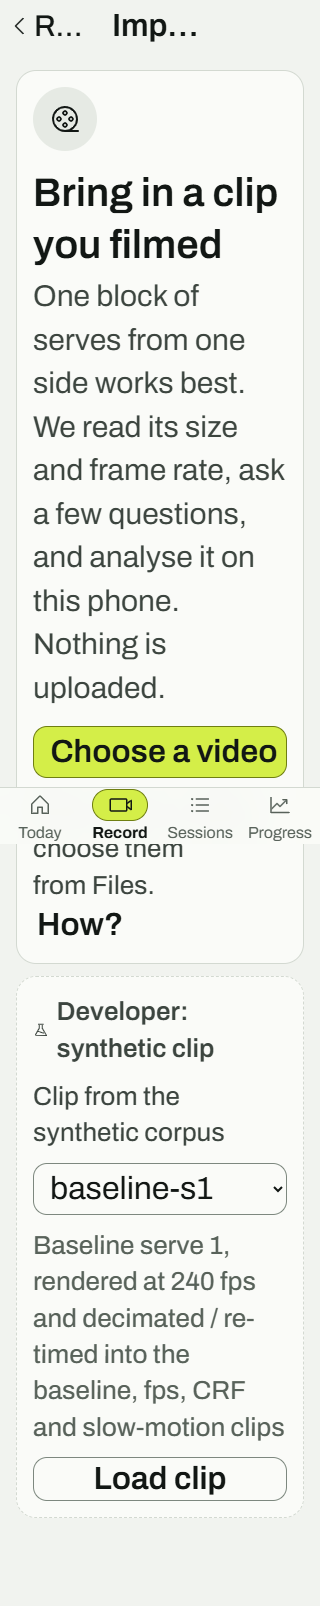 R...
Imp...
Bring in a clip
you filmed
One block of
serves from one
side works best.
We read its size
and frame rate, ask
a few questions,
and analyse it on
this phone.
Nothing is
uploaded.
Choose a video
Today
Record
Sessions
Progress
choose them
from Files.
How?
Developer:
synthetic clip
Clip from the
synthetic corpus
baseline-s1
Baseline serve 1,
rendered at 240 fps
and decimated / re-
timed into the
baseline, fps, CRF
and slow-motion clips
Load clip